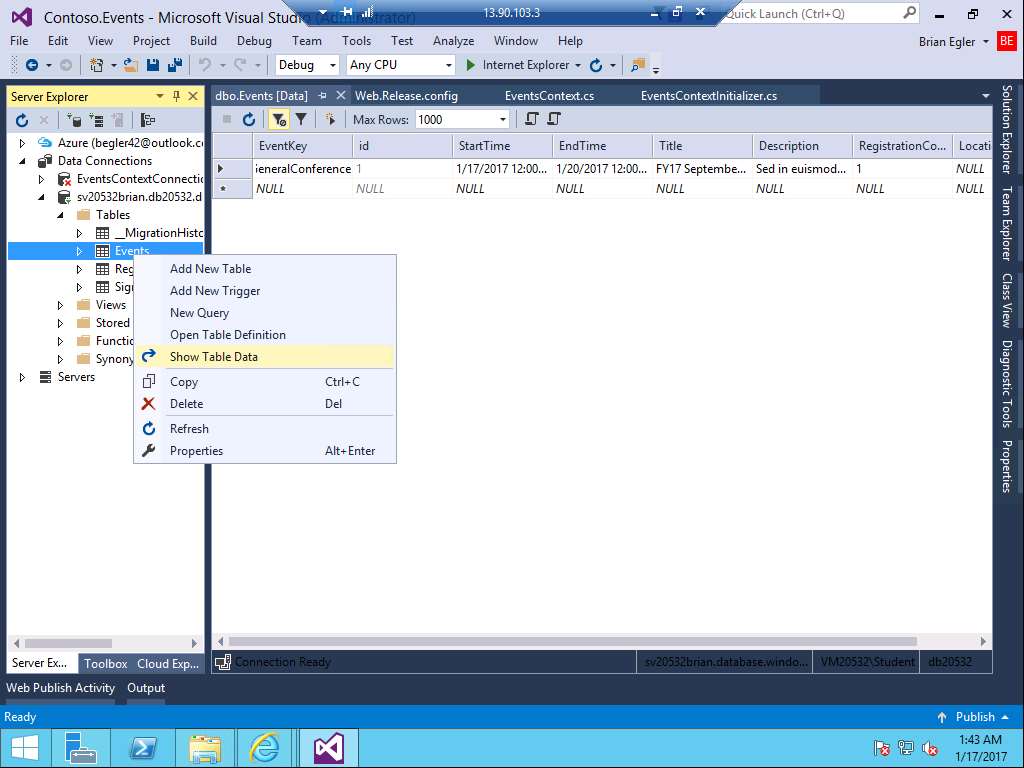 Contoso.Events - Microsoft Visual Studio (Administrator)
13.90.103.3
Quick Launch (Ctrl+Q)
File Edit View Project Build Debug Team Tools Test Analyze Window Help
Brian Egler BE
Debug Any CPU Internet Explorer
Server Explorer
dbo.Events [Data] Web.Release.config EventsContext.cs EventsContextInitializer.cs
Max Rows: 1000
Azure (begler42@outlook.c
Data Connections
EventsContextConnectic
sv20532brian.db20532.d
Tables
__MigrationHistc
Events
Reg
Sig
Views
Stored
Functic
Synony
Servers
EventKey id StartTime EndTime Title Description RegistrationCo... Locati
GeneralConference 1 1/17/2017 12:00... 1/20/2017 12:00... FY17 Septembe... Sed in euismod... 1 NULL
NULL NULL NULL NULL NULL NULL NULL NULL
Add New Table
Add New Trigger
New Query
Open Table Definition
Show Table Data
Copy Ctrl+C
Delete Del
Refresh
Properties Alt+Enter
Solution Explorer
Team Explorer
Class View
Diagnostic Tools
Properties
Server Ex... Toolbox Cloud Exp...
Connection Ready
sv20532brian.database.windo... VM20532\Student db20532
Web Publish Activity Output
Ready
Publish
1:43 AM
1/17/2017